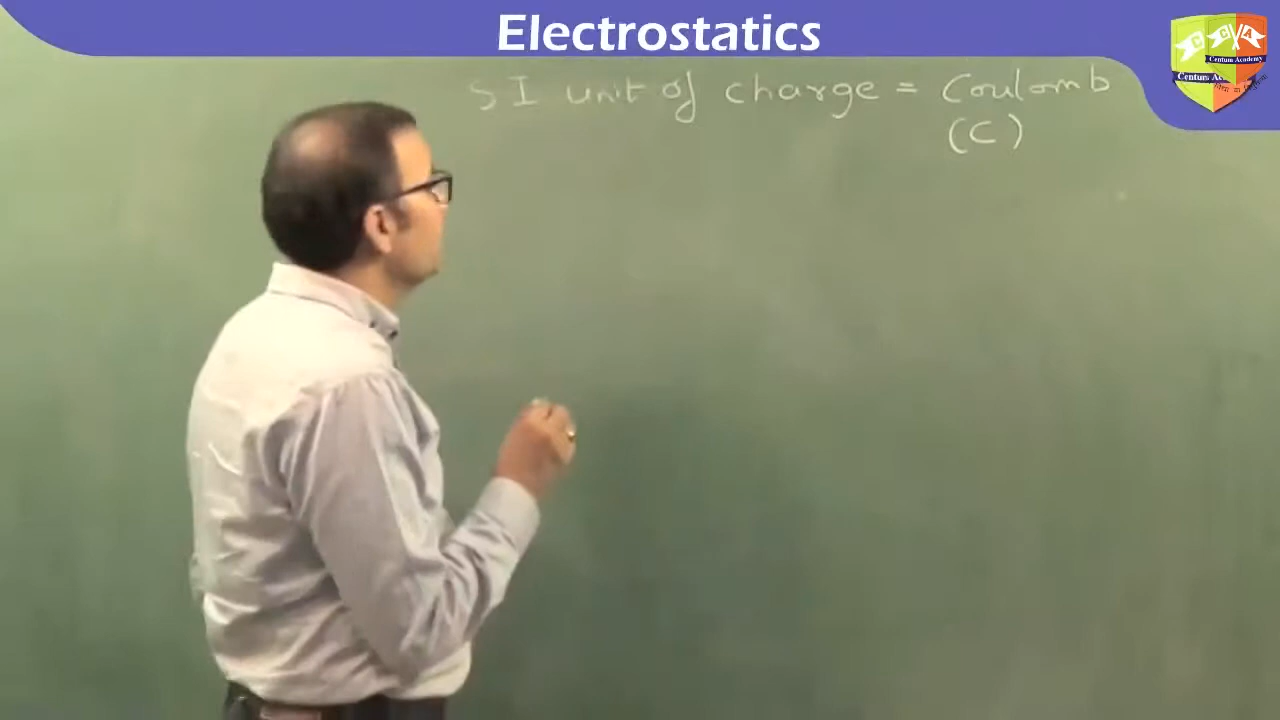 Electrostatics
SI unit of charge = Coulomb
(C)
Centum Academy